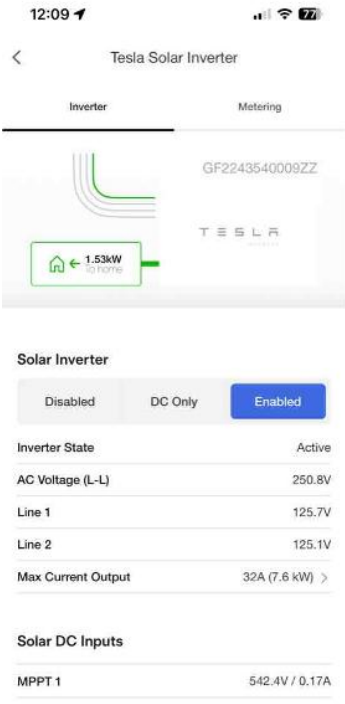 12:09
77
Tesla Solar Inverter
Inverter Metering
GF2243540009ZZ
TESLA
1.53kW
To home
Solar Inverter
Disabled DC Only Enabled
Inverter State Active
AC Voltage (L-L) 250.8V
Line 1 125.7V
Line 2 125.1V
Max Current Output 32A (7.6 kW) >
Solar DC Inputs
MPPT 1 542.4V / 0.17A